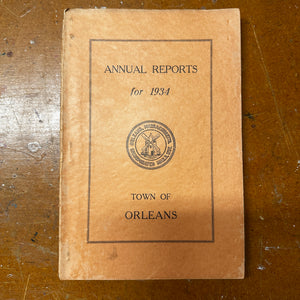 ANNUAL REPORTS
for 1934
TOWN OF
ORLEANS